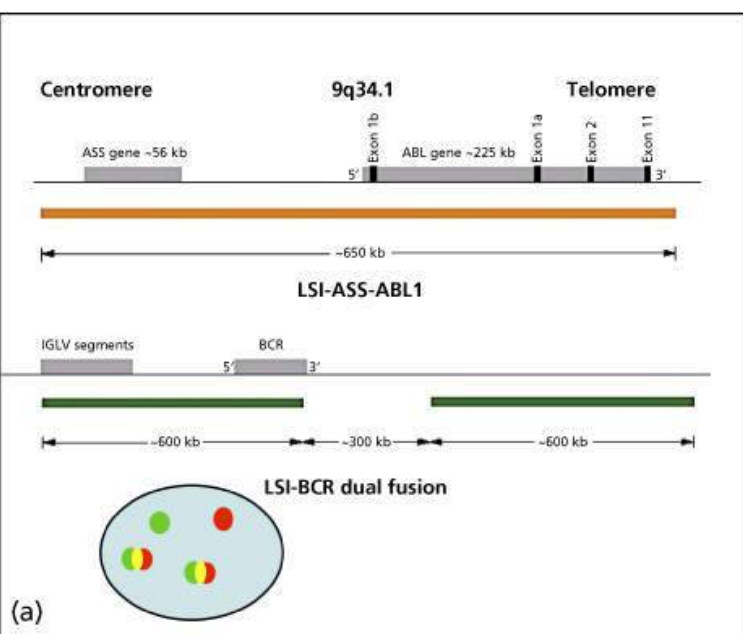 Centromere 9q34.1 Telomere
ASS gene ~56 kb
Exon 1b
ABL gene ~225 kb
Exon 1a
Exon 2
Exon 11
5′ 3′
~650 kb
LSI-ASS-ABL1
IGLV segments BCR
5′ 3′
~600 kb ~300 kb ~600 kb
LSI-BCR dual fusion
(a)